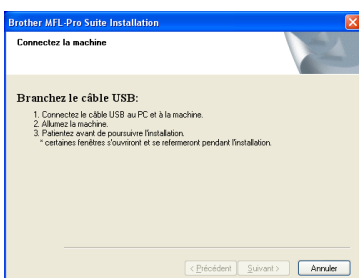 Brother MFL-Pro Suite Installation
Connectez la machine
Branchez le câble USB:
1. Connectez le câble USB au PC et à la machine.
2. Allumez la machine.
3. Patientez avant de poursuivre l'installation.
* certaines fenêtres s'ouvriront et se refermeront pendant l'installation.
< Précédent Suivant > Annuler